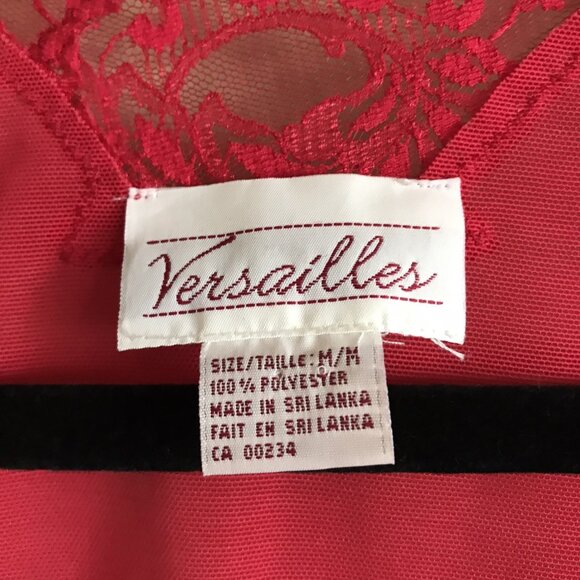 Versailles
SIZE/TAILLE: M/M
100% POLYESTER
MADE IN SRI LANKA
FAIT EN SRI LANKA
CA 00234